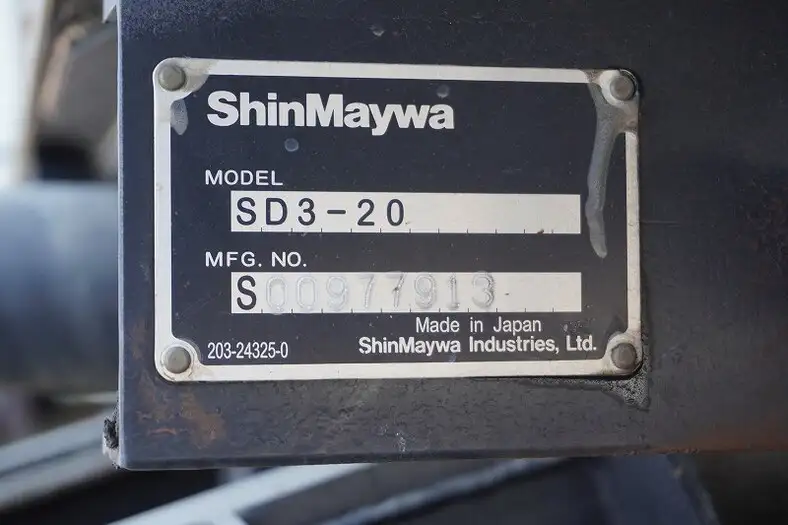 ShinMaywa
MODEL
SD3-20
MFG. NO.
S00977913
Made in Japan
203-24325-0 ShinMaywa Industries, Ltd.